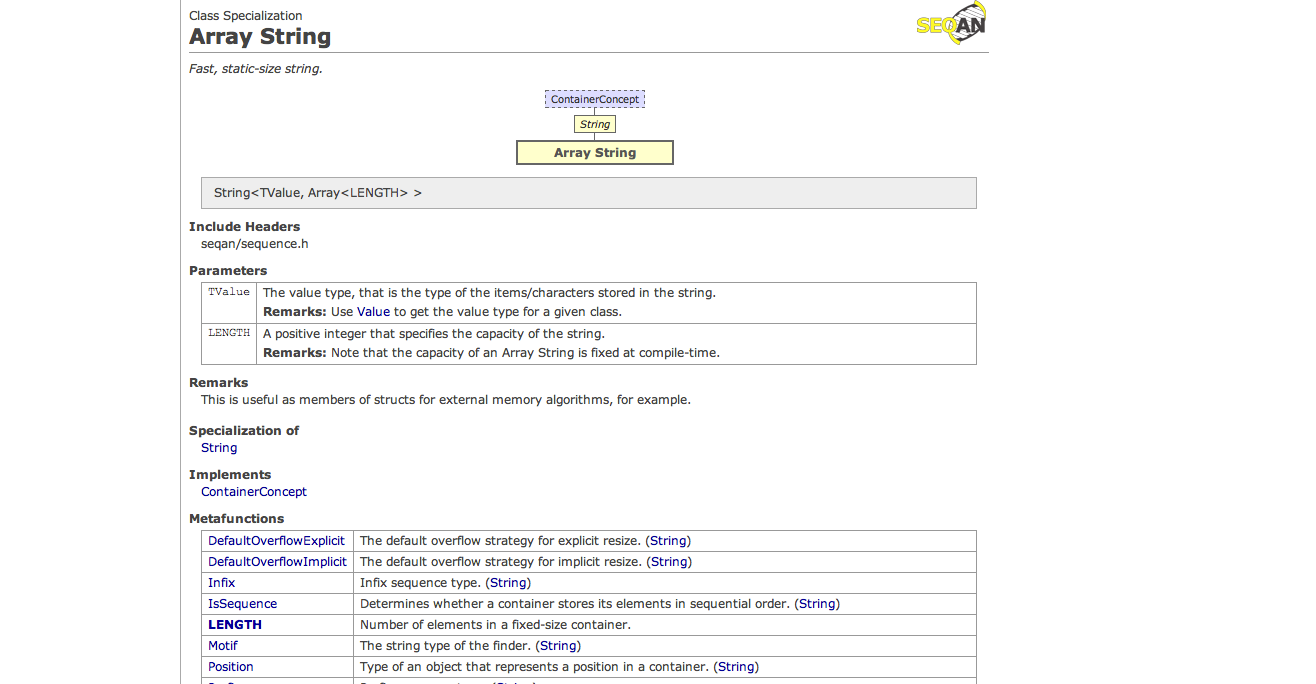 Class Specialization
Array String
SEQAN
Fast, static-size string.
ContainerConcept
String
Array String
String<TValue, Array<LENGTH> >
Include Headers
seqan/sequence.h
Parameters
TValue The value type, that is the type of the items/characters stored in the string.
Remarks: Use Value to get the value type for a given class.
LENGTH A positive integer that specifies the capacity of the string.
Remarks: Note that the capacity of an Array String is fixed at compile-time.
Remarks
This is useful as members of structs for external memory algorithms, for example.
Specialization of
String
Implements
ContainerConcept
Metafunctions
DefaultOverflowExplicit The default overflow strategy for explicit resize. (String)
DefaultOverflowImplicit The default overflow strategy for implicit resize. (String)
Infix Infix sequence type. (String)
IsSequence Determines whether a container stores its elements in sequential order. (String)
LENGTH Number of elements in a fixed-size container.
Motif The string type of the finder. (String)
Position Type of an object that represents a position in a container. (String)